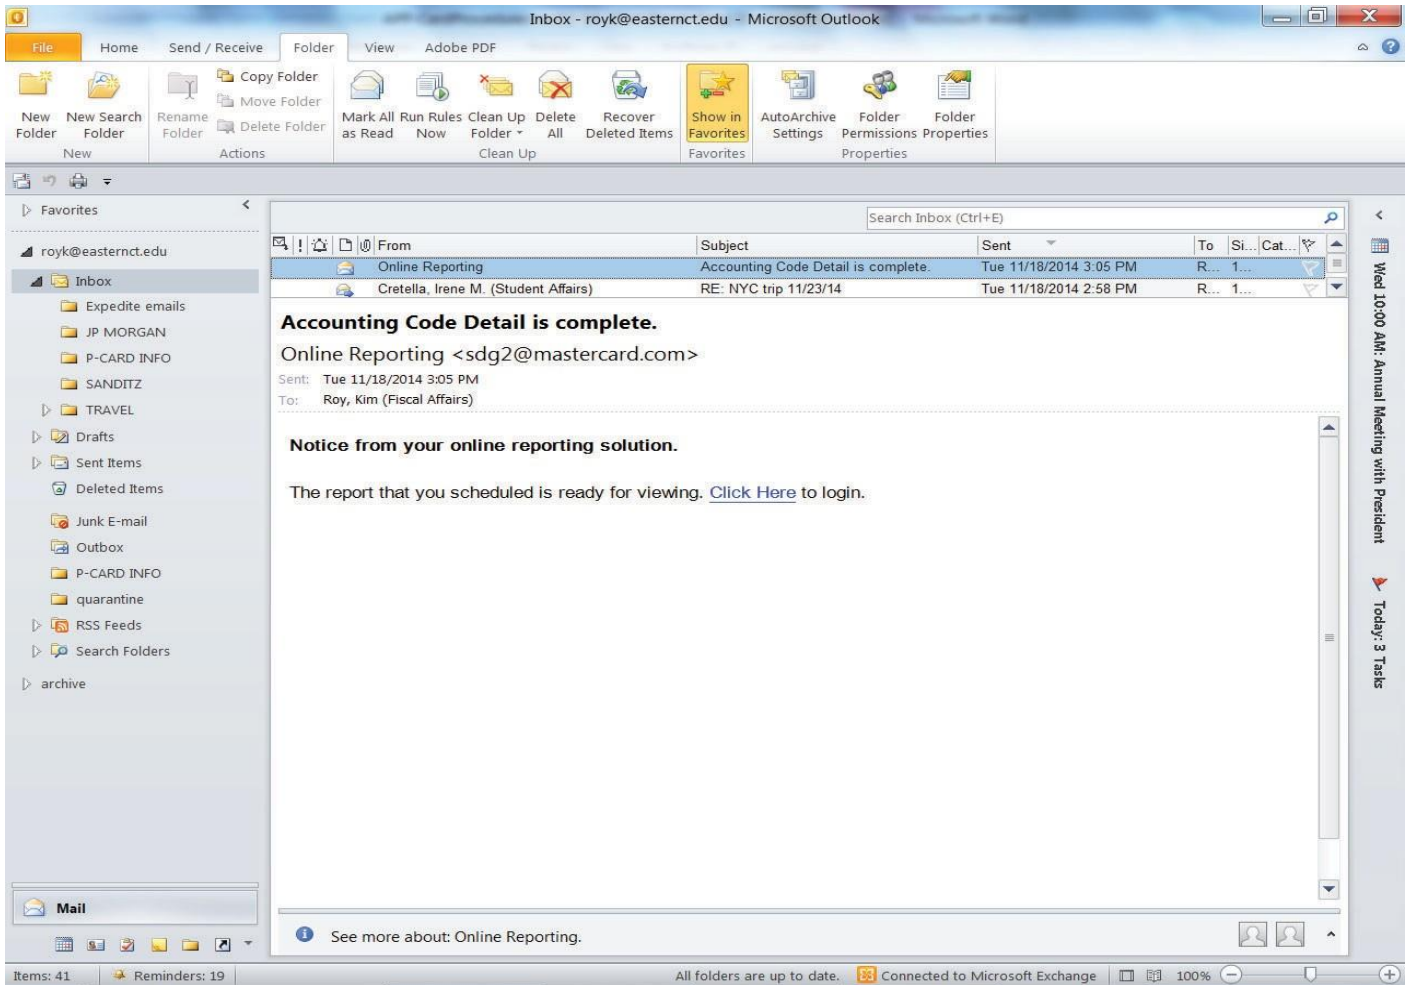 Inbox - royk@easternct.edu - Microsoft Outlook
File Home Send / Receive Folder View Adobe PDF
New Folder
New Search Folder
New
Rename Folder
Copy Folder
Move Folder
Delete Folder
Actions
Mark All as Read
Run Rules Now
Clean Up Folder
Delete All
Recover Deleted Items
Clean Up
Show in Favorites
Favorites
AutoArchive Settings
Folder Permissions
Folder Properties
Properties
Favorites
royk@easternct.edu
Inbox
Expedite emails
JP MORGAN
P-CARD INFO
SANDITZ
TRAVEL
Drafts
Sent Items
Deleted Items
Junk E-mail
Outbox
P-CARD INFO
quarantine
RSS Feeds
Search Folders
archive
Mail
Search Inbox (Ctrl+E)
! From Subject Sent To Si... Cat...
Online Reporting Accounting Code Detail is complete. Tue 11/18/2014 3:05 PM R... 1...
Cretella, Irene M. (Student Affairs) RE: NYC trip 11/23/14 Tue 11/18/2014 2:58 PM R... 1...
Accounting Code Detail is complete.
Online Reporting <sdg2@mastercard.com>
Sent: Tue 11/18/2014 3:05 PM
To: Roy, Kim (Fiscal Affairs)
Notice from your online reporting solution.
The report that you scheduled is ready for viewing. Click Here to login.
See more about: Online Reporting.
Wed 10:00 AM: Annual Meeting with President
Today: 3 Tasks
Items: 41 Reminders: 19 All folders are up to date. Connected to Microsoft Exchange 100%